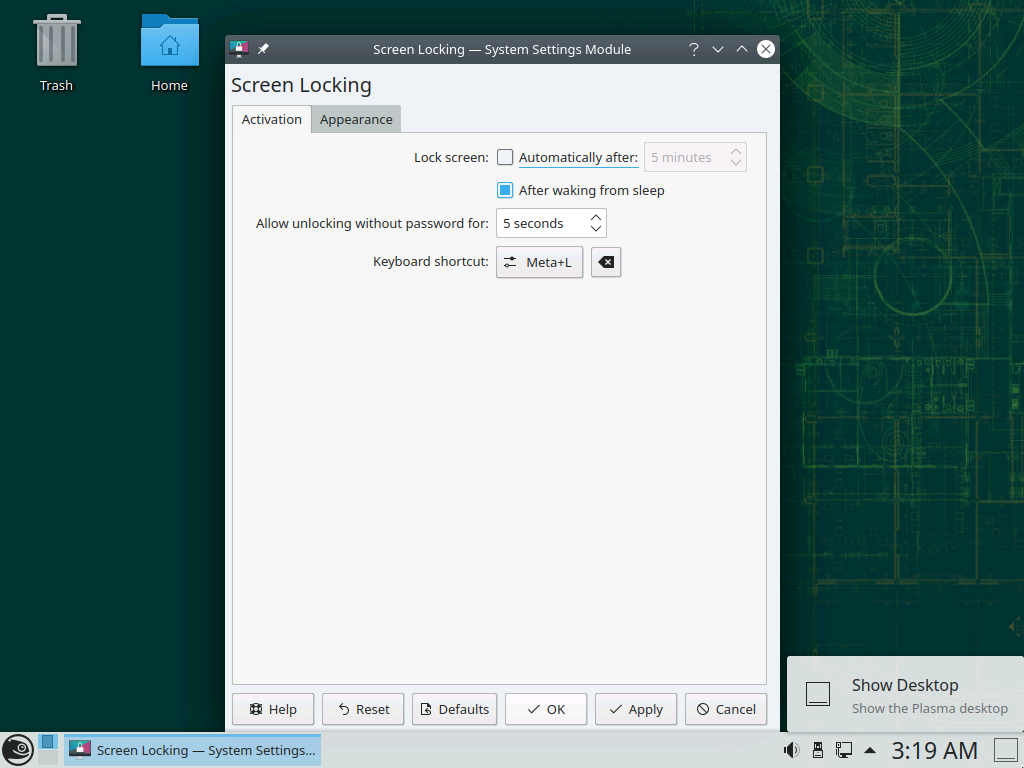 Trash
Home
Screen Locking — System Settings Module
Screen Locking
Activation
Appearance
Lock screen:
Automatically after:
5 minutes
After waking from sleep
Allow unlocking without password for:
5 seconds
Keyboard shortcut:
Meta+L
Help
Reset
Defaults
OK
Apply
Cancel
Show Desktop
Show the Plasma desktop
Screen Locking — System Settings...
3:19 AM